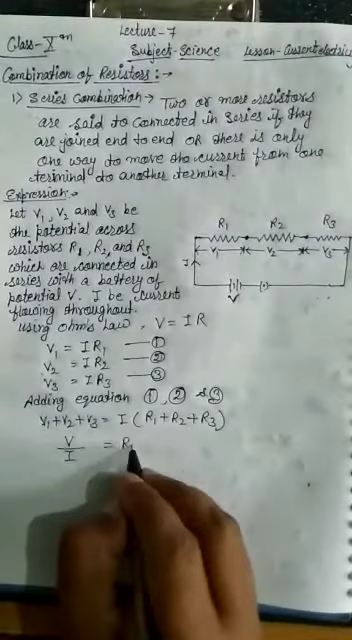 Lecture-7
Class-Xth
Subject-Science Lesson-Current electricity
Combination of Resistors:→
1) Series Combination → Two or more resistors
are said to connected in series if they
are joined end to end OR there is only
one way to move the current from one
terminal to another terminal.
Expression:→
Let V1, V2 and V3 be
the potential across
resistors R1, R2, and R3
which are connected in
series with a battery of
potential V. I be current
flowing throughout.
R1 R2 R3
V1 V2 V3
I
V
using Ohm's Law, V = IR
V1 = IR1 —①
V2 = IR2 —②
V3 = IR3 —③
Adding equation ①, ② & ③
V1+V2+V3 = I (R1+R2+R3)
V/I = R1